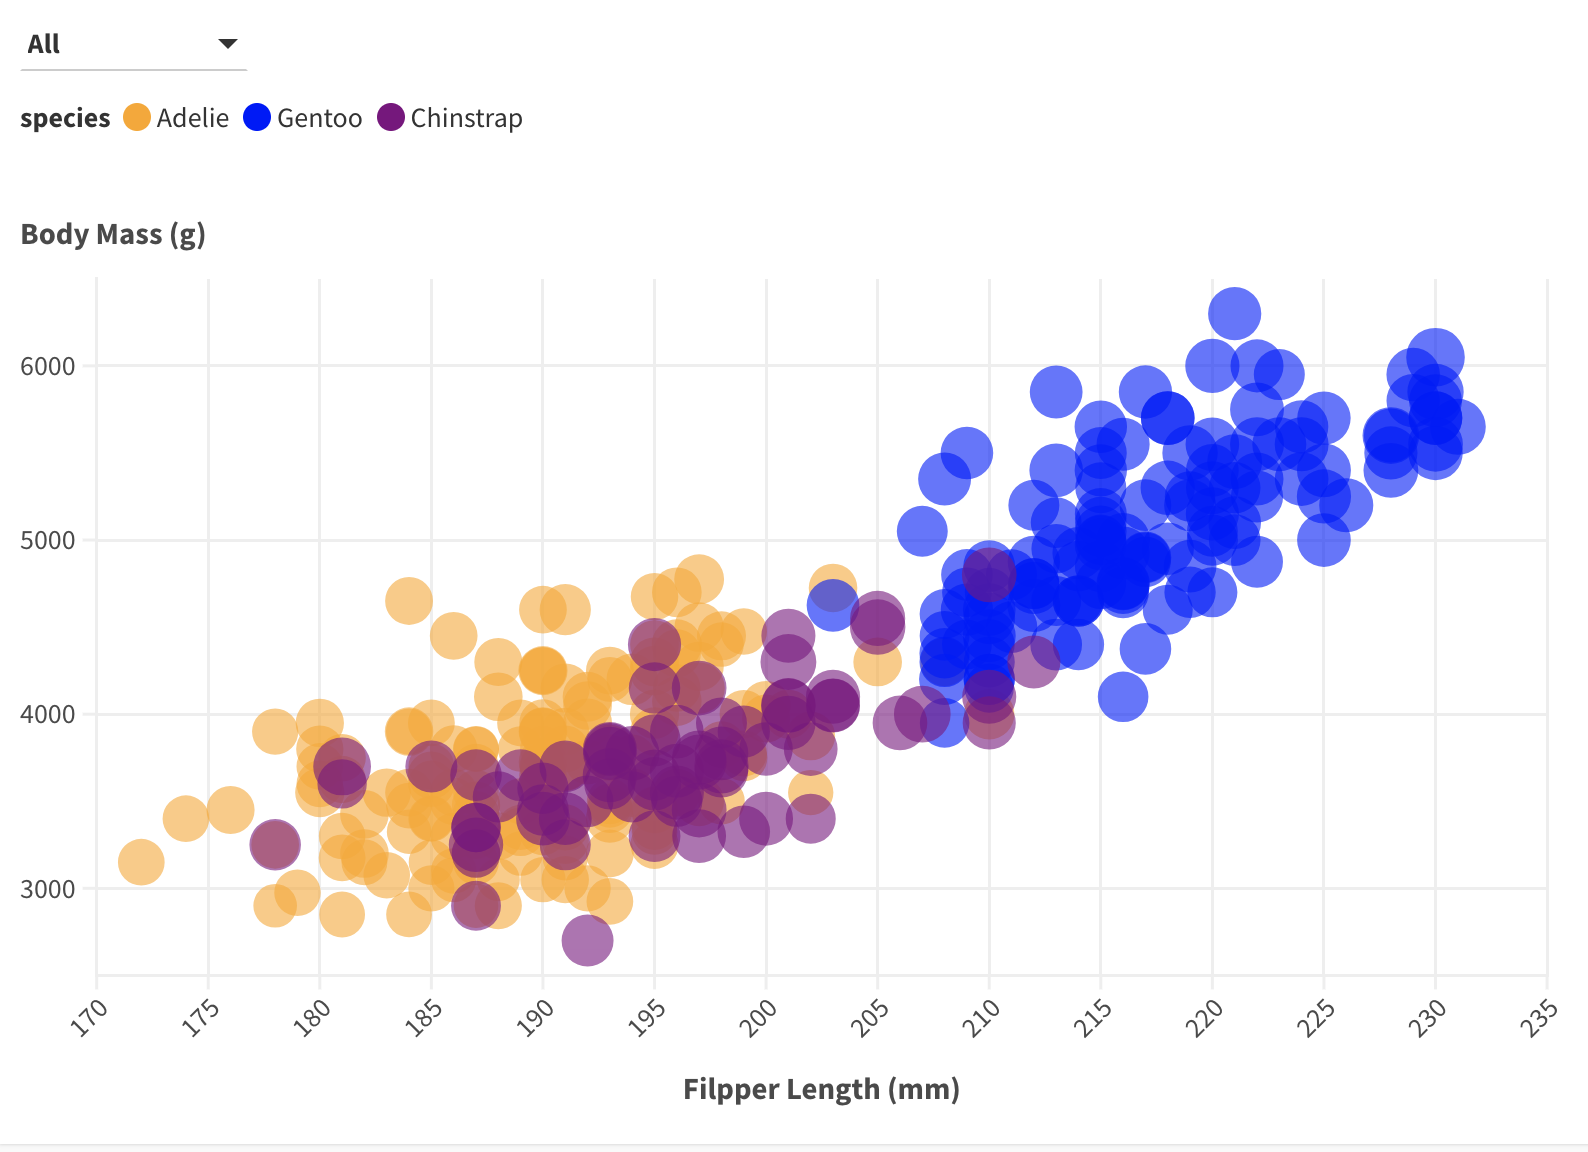 All
species Adelie Gentoo Chinstrap
Body Mass (g)
6000
5000
4000
3000
170 175 180 185 190 195 200 205 210 215 220 225 230 235
Filpper Length (mm)